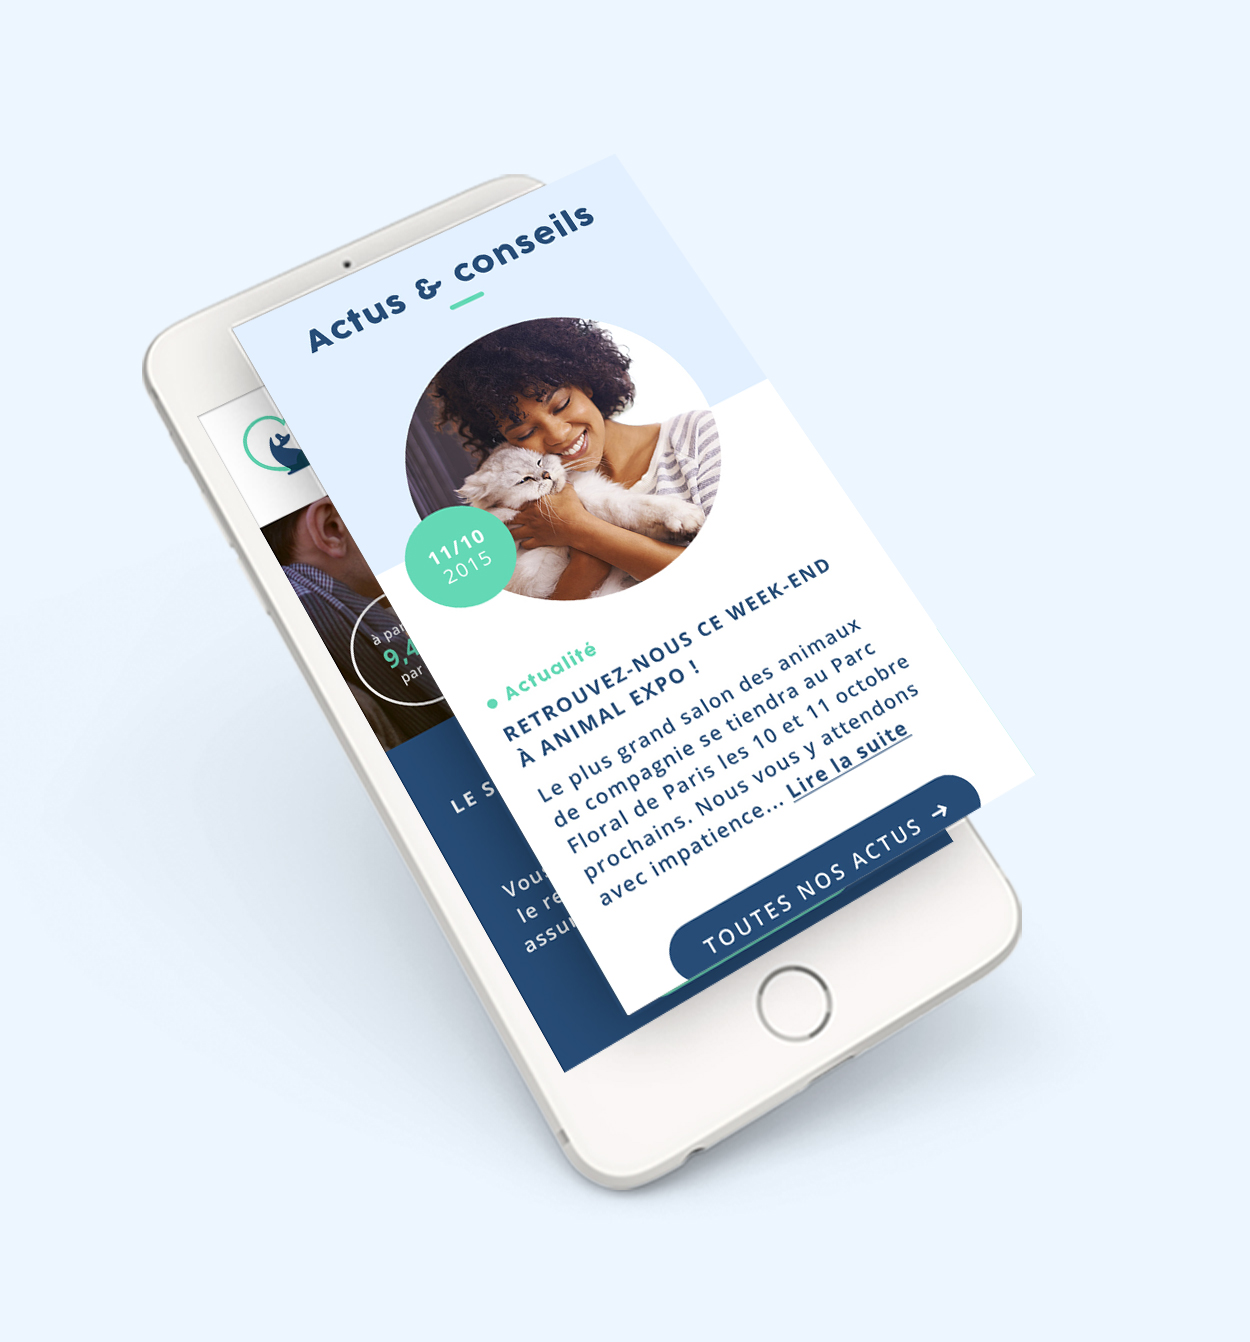 Actus & conseils
11/10
2015
Actualité
RETROUVEZ-NOUS CE WEEK-END
À ANIMAL EXPO !
Le plus grand salon des animaux
de compagnie se tiendra au Parc
Floral de Paris les 10 et 11 octobre
prochains. Nous vous y attendons
avec impatience... Lire la suite
TOUTES NOS ACTUS →
à par
9,4
par
LE S
Vous
le re
assu